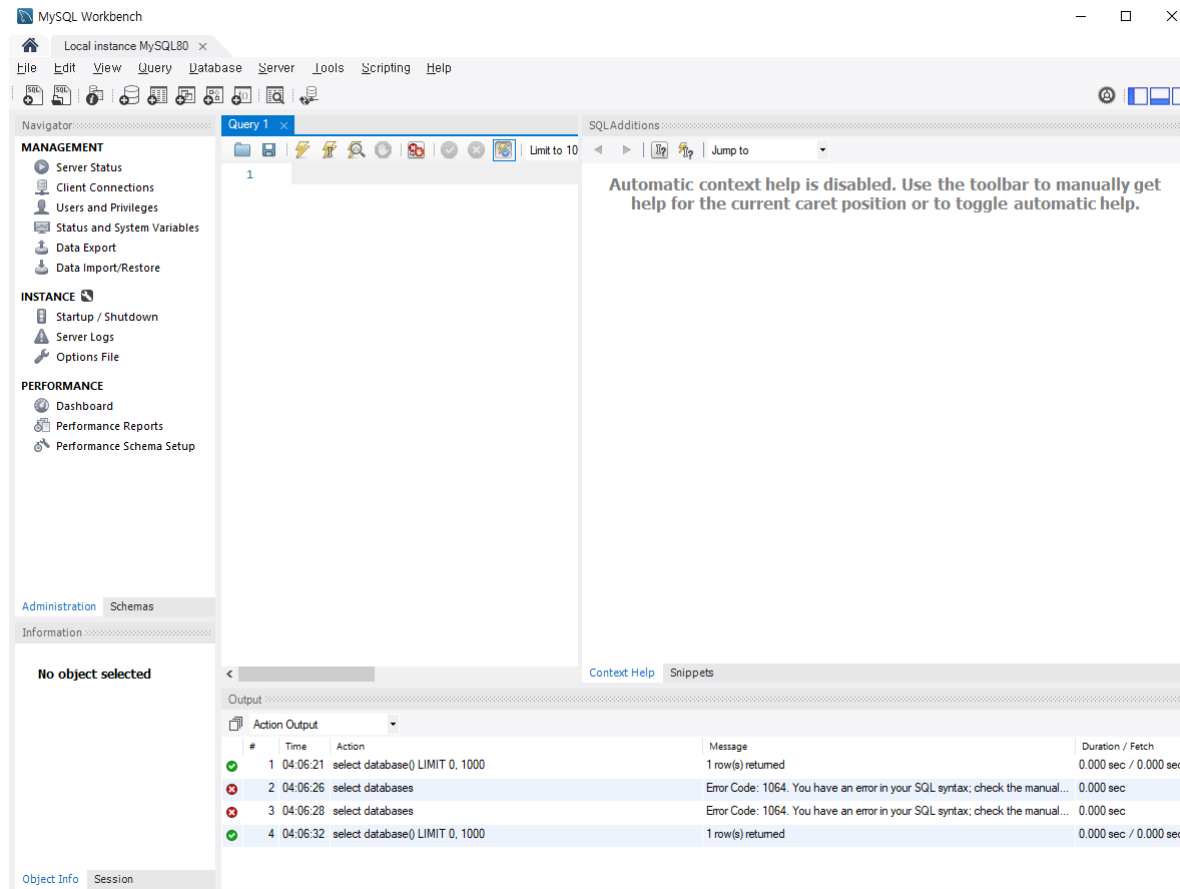 MySQL Workbench
Local instance MySQL80
File Edit View Query Database Server Tools Scripting Help
Navigator
MANAGEMENT
Server Status
Client Connections
Users and Privileges
Status and System Variables
Data Export
Data Import/Restore
INSTANCE
Startup / Shutdown
Server Logs
Options File
PERFORMANCE
Dashboard
Performance Reports
Performance Schema Setup
Administration Schemas
Information
No object selected
Object Info Session
Query 1
Limit to 10
1
SQLAdditions
Jump to
Automatic context help is disabled. Use the toolbar to manually get
help for the current caret position or to toggle automatic help.
Context Help Snippets
Output
Action Output
# Time Action Message Duration / Fetch
1 04:06:21 select database() LIMIT 0, 1000 1 row(s) returned 0.000 sec / 0.000 sec
2 04:06:26 select databases Error Code: 1064. You have an error in your SQL syntax; check the manual... 0.000 sec
3 04:06:28 select databases Error Code: 1064. You have an error in your SQL syntax; check the manual... 0.000 sec
4 04:06:32 select database() LIMIT 0, 1000 1 row(s) returned 0.000 sec / 0.000 sec